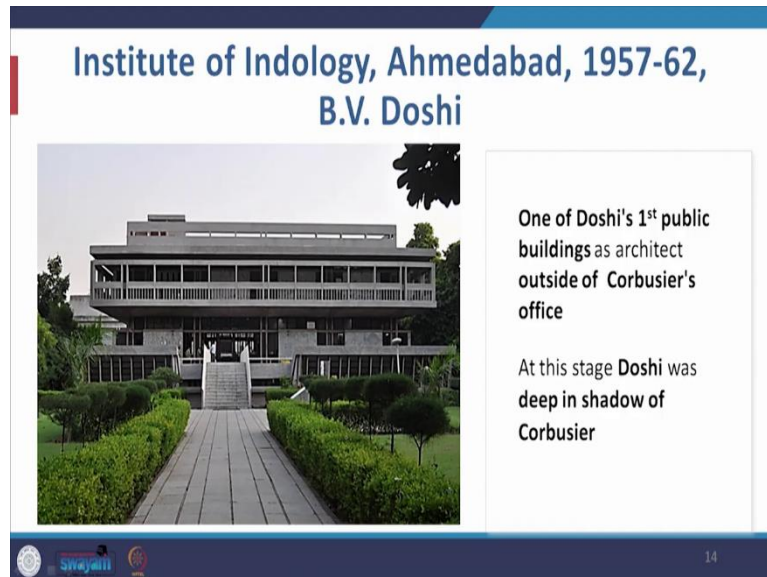 Institute of Indology, Ahmedabad, 1957-62,
B.V. Doshi
One of Doshi's 1st public
buildings as architect
outside of Corbusier's
office
At this stage Doshi was
deep in shadow of
Corbusier
swayam
14